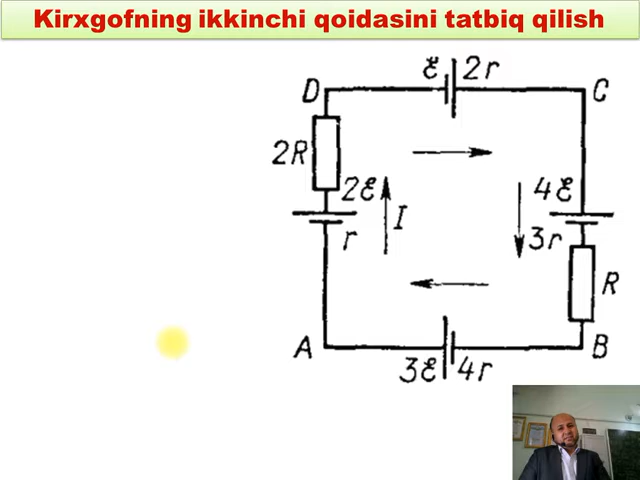 Kirxgofning ikkinchi qoidasini tatbiq qilish
ℰ 2r
D C
2R
2ℰ 4ℰ
I
r 3r
R
A B
3ℰ 4r